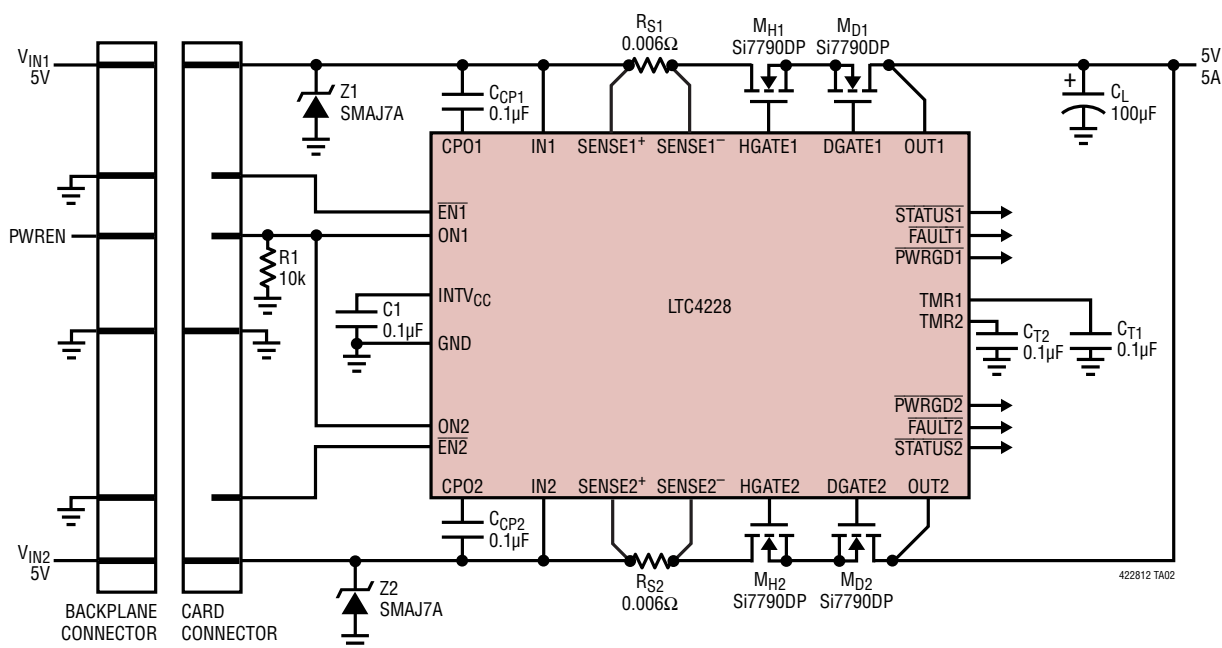 R_S1
0.006Ω
M_H1
Si7790DP
M_D1
Si7790DP
V_IN1
5V
5V
5A
Z1
SMAJ7A
C_CP1
0.1µF
+
C_L
100µF
CPO1
IN1
SENSE1⁺
SENSE1⁻
HGATE1
DGATE1
OUT1
EN1
STATUS1
PWREN
ON1
FAULT1
R1
10k
PWRGD1
INTV_CC
C1
0.1µF
LTC4228
TMR1
TMR2
GND
C_T2
0.1µF
C_T1
0.1µF
PWRGD2
ON2
FAULT2
EN2
STATUS2
CPO2
IN2
SENSE2⁺
SENSE2⁻
HGATE2
DGATE2
OUT2
C_CP2
0.1µF
V_IN2
5V
R_S2
0.006Ω
M_H2
Si7790DP
M_D2
Si7790DP
422812 TA02
Z2
SMAJ7A
BACKPLANE
CONNECTOR
CARD
CONNECTOR